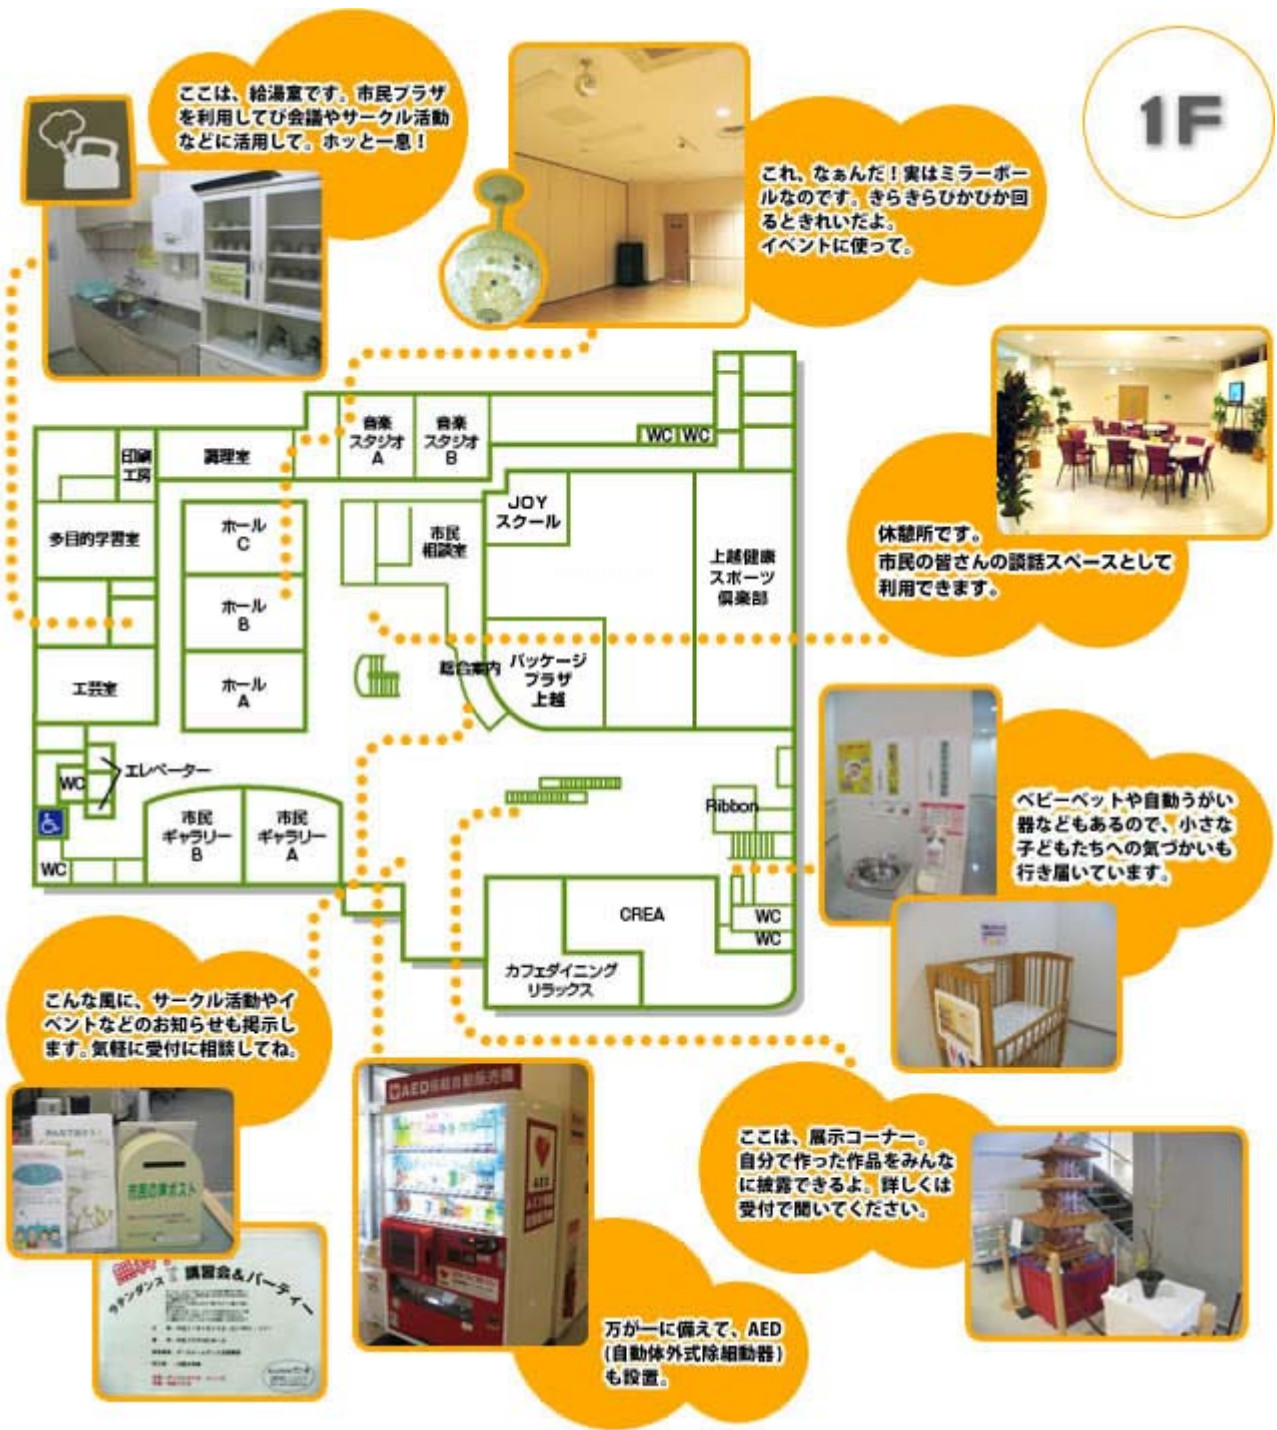 1F
ここは、給湯室です。市民プラザ
を利用してび会議やサークル活動
などに活用して。ホッと一息！
これ、なぁんだ！実はミラーボー
ルなのです。きらきらぴかぴか回
るときれいだよ。
イベントに使って。
休憩所です。
市民の皆さんの談話スペースとして
利用できます。
音楽
スタジオ
A
音楽
スタジオ
B
WC
WC
印刷
工房
調理室
JOY
スクール
ホール
C
市民
相談室
多目的学習室
上越健康
スポーツ
倶楽部
ホール
B
総合案内
パッケージ
プラザ
上越
工芸室
ホール
A
エレベーター
WC
Ribbon
市民
ギャラリー
B
市民
ギャラリー
A
WC
CREA
WC
WC
カフェダイニング
リラックス
ベビーベットや自動うがい
器などもあるので、小さな
子どもたちへの気づかいも
行き届いています。
こんな風に、サークル活動やイ
ベントなどのお知らせも掲示し
ます。気軽に受付に相談してね。
市民の声ポスト
ラテンダンス
講習会&パーティー
AED搭載自動販売機
AED
万が一に備えて、AED
(自動体外式除細動器)
も設置。
ここは、展示コーナー。
自分で作った作品をみんな
に披露できるよ。詳しくは
受付で聞いてください。